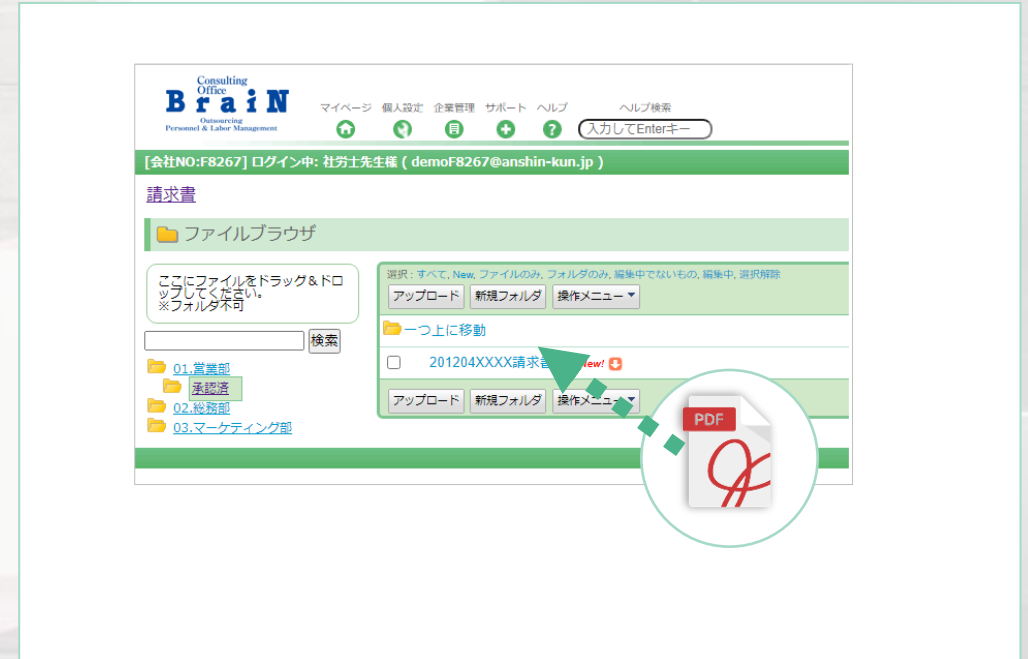 Consulting
Office
BraiN
Outsourcing
Personnel & Labor Management
マイページ 個人設定 企業管理 サポート ヘルプ ヘルプ検索
入力してEnterキー
[会社NO:F8267] ログイン中: 社労士先生様 ( demoF8267@anshin-kun.jp )
請求書
ファイルブラウザ
ここにファイルをドラッグ&ドロ
ップしてください。
※フォルダ不可
検索
01.営業部
承認済
02.総務部
03.マーケティング部
選択 : すべて, New, ファイルのみ, フォルダのみ, 編集中でないもの, 編集中, 選択解除
アップロード 新規フォルダ 操作メニュー
一つ上に移動
201204XXXX請求書
アップロード 新規フォルダ 操作メニュー
PDF